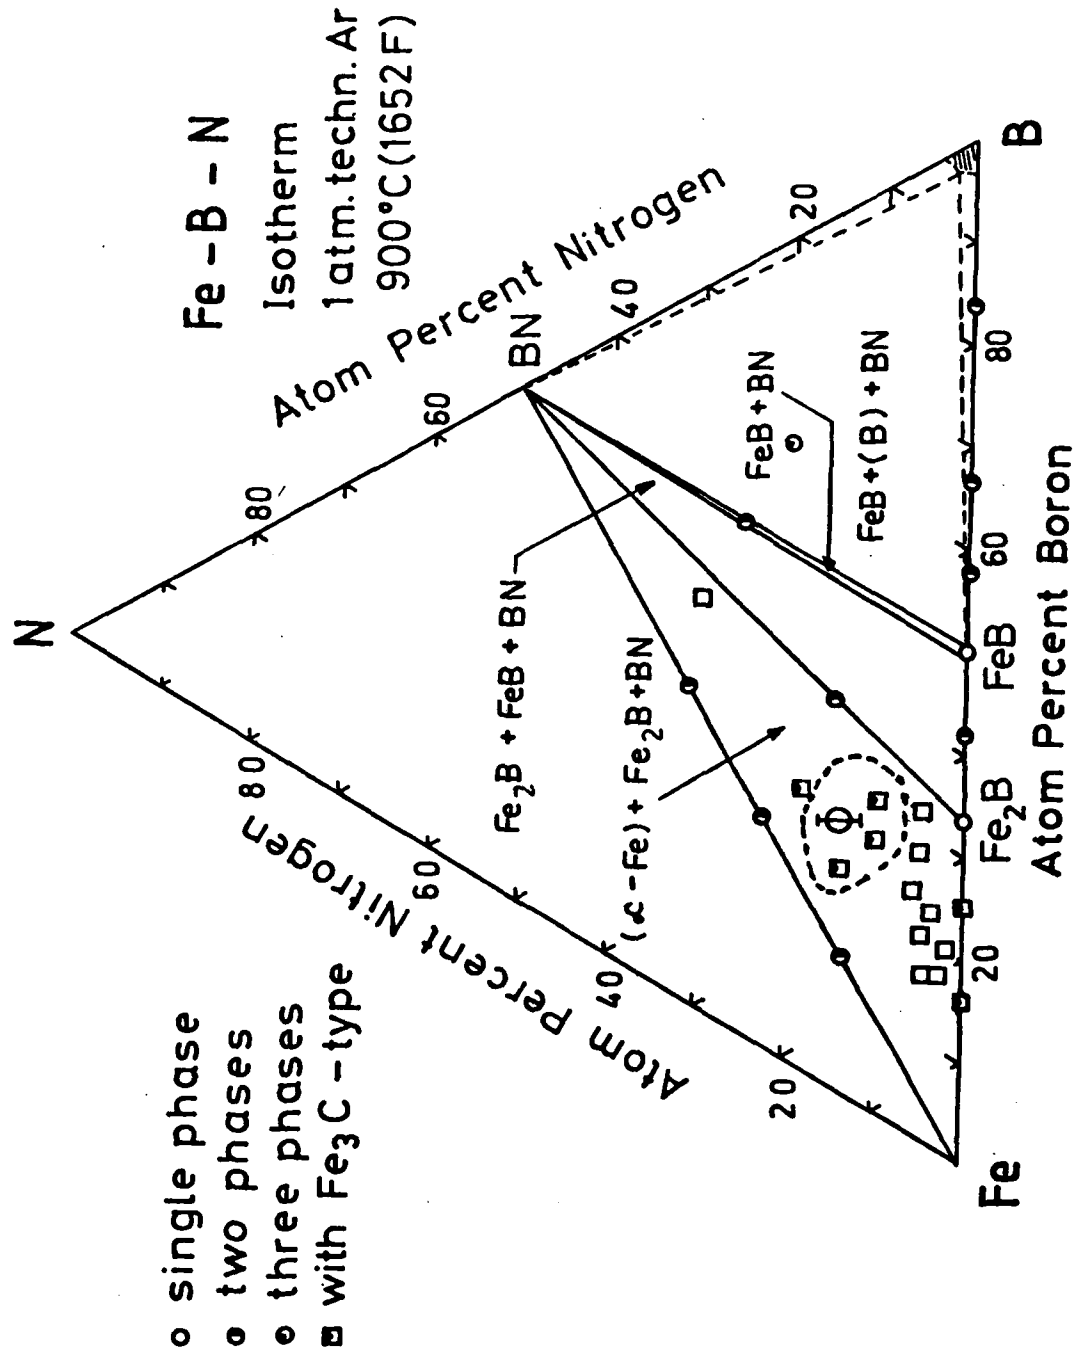 Fe - B - N
Isotherm
1 atm. techn. Ar
900°C (1652 F)
○ single phase
two phases
three phases
with Fe₃C - type
N
80
60
40
20
Atom Percent Nitrogen
80
60
40
20
Atom Percent Nitrogen
BN
Fe₂B + FeB + BN
(α - Fe) + Fe₂B + BN
FeB + BN
FeB + (B) + BN
Φ
Fe
20
Fe₂B
FeB
60
80
B
Atom Percent Boron